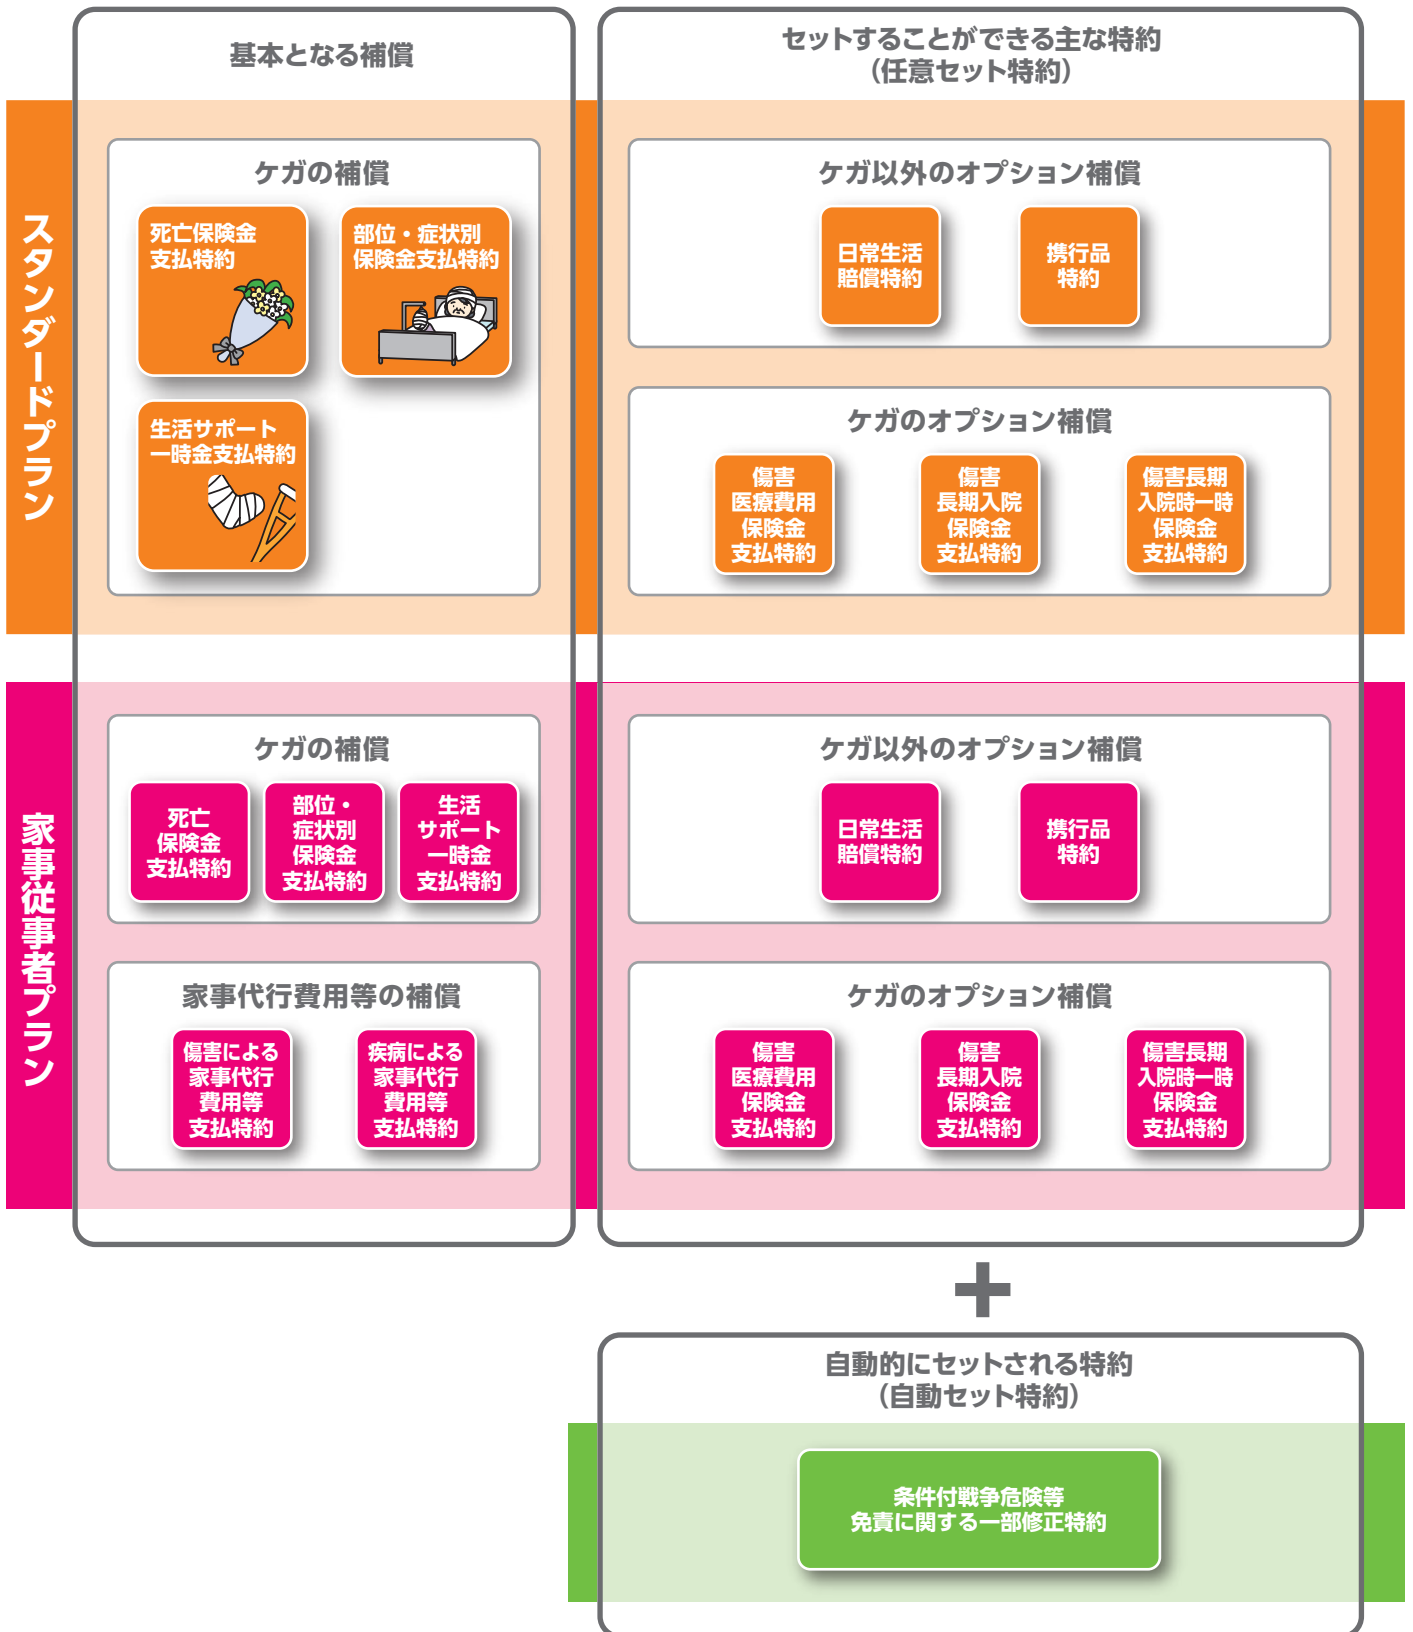 基本となる補償
セットすることができる主な特約
（任意セット特約）
スタンダードプラン
ケガの補償
死亡保険金
支払特約
部位・症状別
保険金支払特約
生活サポート
一時金支払特約
ケガ以外のオプション補償
日常生活
賠償特約
携行品
特約
ケガのオプション補償
傷害
医療費用
保険金
支払特約
傷害
長期入院
保険金
支払特約
傷害長期
入院時一時
保険金
支払特約
家事従事者プラン
ケガの補償
死亡
保険金
支払特約
部位・
症状別
保険金
支払特約
生活
サポート
一時金
支払特約
家事代行費用等の補償
傷害による
家事代行
費用等
支払特約
疾病による
家事代行
費用等
支払特約
ケガ以外のオプション補償
日常生活
賠償特約
携行品
特約
ケガのオプション補償
傷害
医療費用
保険金
支払特約
傷害
長期入院
保険金
支払特約
傷害長期
入院時一時
保険金
支払特約
+
自動的にセットされる特約
（自動セット特約）
条件付戦争危険等
免責に関する一部修正特約